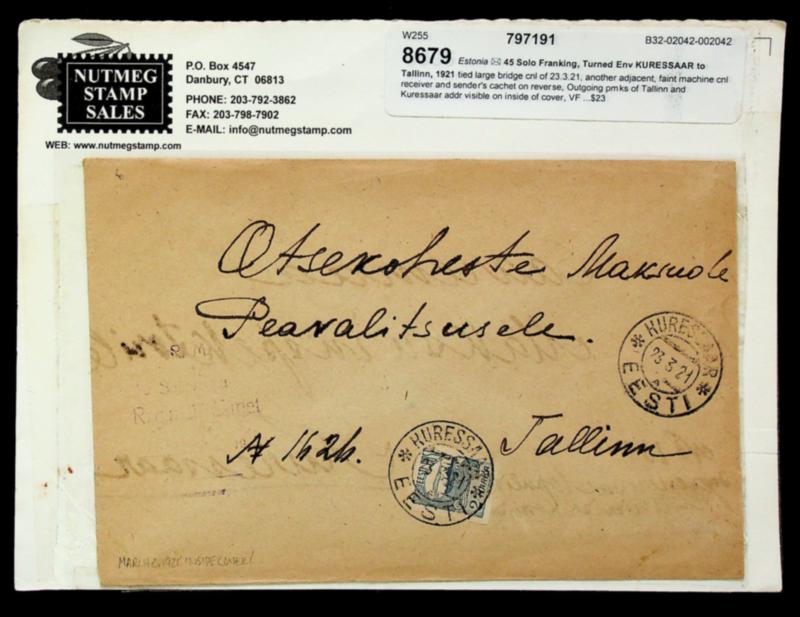 NUTMEG
STAMP
SALES
P.O. Box 4547
Danbury, CT 06813
PHONE: 203-792-3862
FAX: 203-798-7902
E-MAIL: info@nutmegstamp.com
WEB: www.nutmegstamp.com
W255 797191 B32-02042-002042
8679 Estonia ✉ 45 Solo Franking, Turned Env KURESSAAR to
Tallinn, 1921 tied large bridge cnl of 23.3.21, another adjacent, faint machine cnl
receiver and sender's cachet on reverse, Outgoing pmks of Tallinn and
Kuressaar addr visible on inside of cover, VF ...$23
Otsekoheste Maksude
Peavalitsusele.
KURESSAAR
23.3.21
EESTI
№ 1626.
Tallinn
KURESSAAR
EESTI